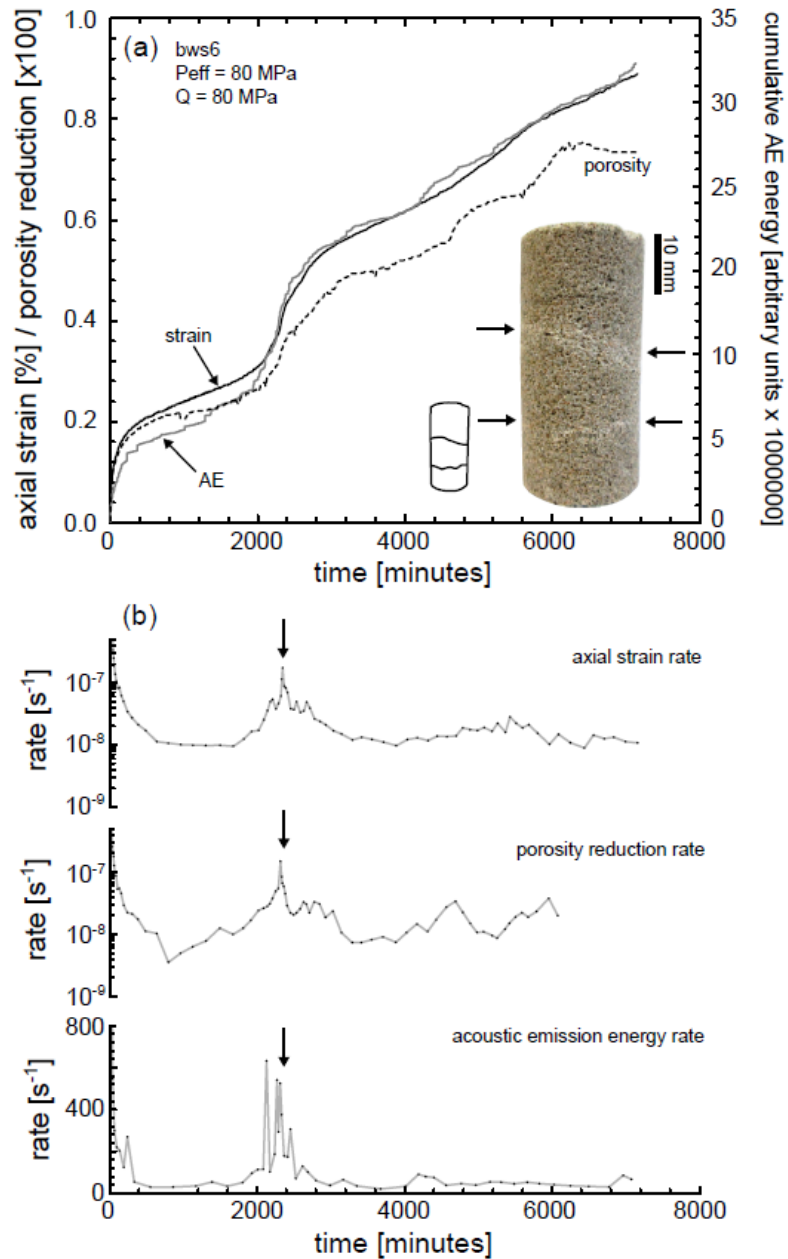 (a)
bws6
Peff = 80 MPa
Q = 80 MPa
axial strain [%] / porosity reduction [x100]
1.0
0.8
0.6
0.4
0.2
0.0
cumulative AE energy [arbitrary units x 1000000]
35
30
25
20
15
10
5
0
porosity
strain
AE
10 mm
0
2000
4000
6000
8000
time [minutes]
(b)
axial strain rate
rate [s-1]
10-7
10-8
10-9
porosity reduction rate
rate [s-1]
10-7
10-8
10-9
acoustic emission energy rate
rate [s-1]
800
400
0
0
2000
4000
6000
8000
time [minutes]